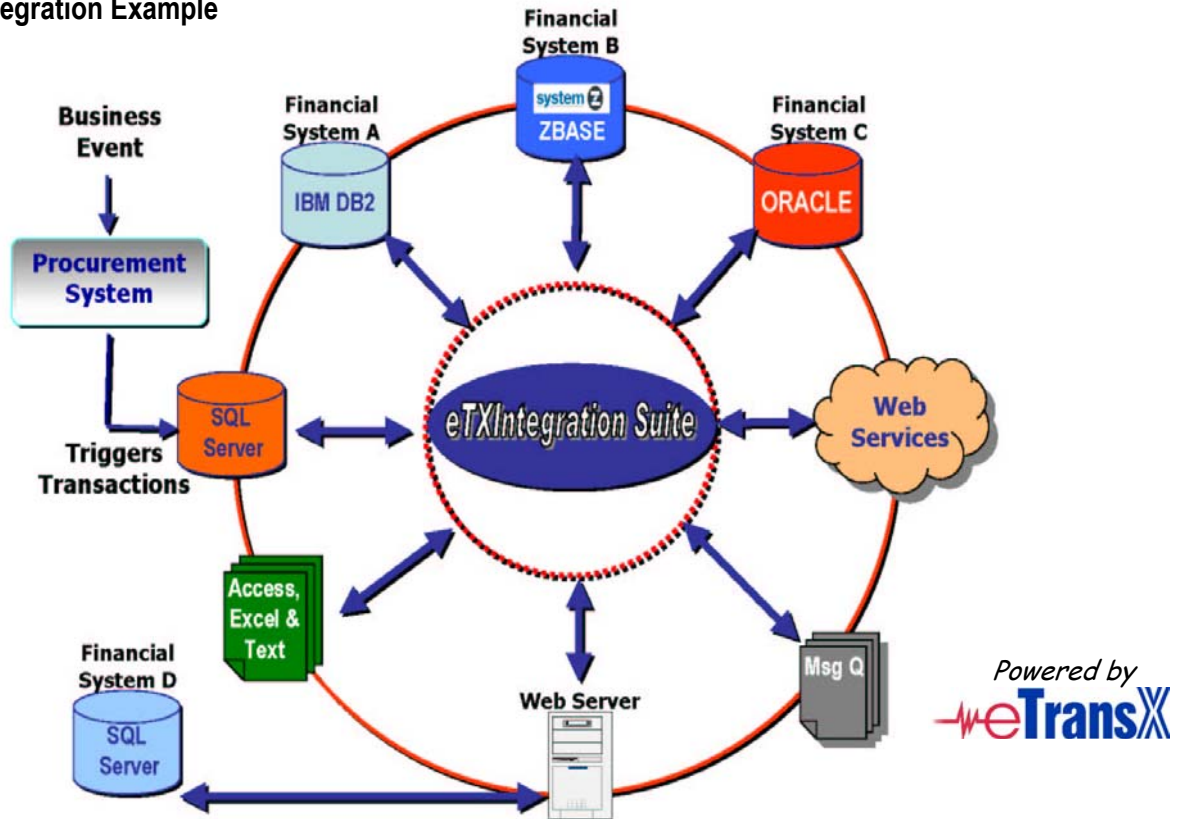 egration Example
Financial
System B
system z
ZBASE
Financial
System A
IBM DB2
Financial
System C
ORACLE
Business
Event
Procurement
System
SQL
Server
Triggers
Transactions
eTXIntegration Suite
Web
Services
Access,
Excel &
Text
Financial
System D
SQL
Server
Web Server
Msg Q
Powered by
eTransX